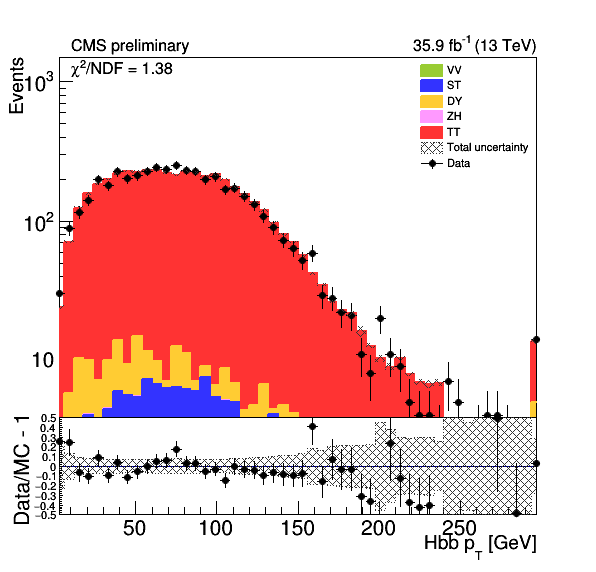 CMS preliminary 35.9 fb⁻¹ (13 TeV)
χ²/NDF = 1.38
Events
10³
10²
10
VV
ST
DY
ZH
TT
Total uncertainty
Data
Data/MC - 1
0.5
0.4
0.3
0.2
0.1
0
-0.1
-0.2
-0.3
-0.4
-0.5
50 100 150 200 250
Hbb p_T [GeV]